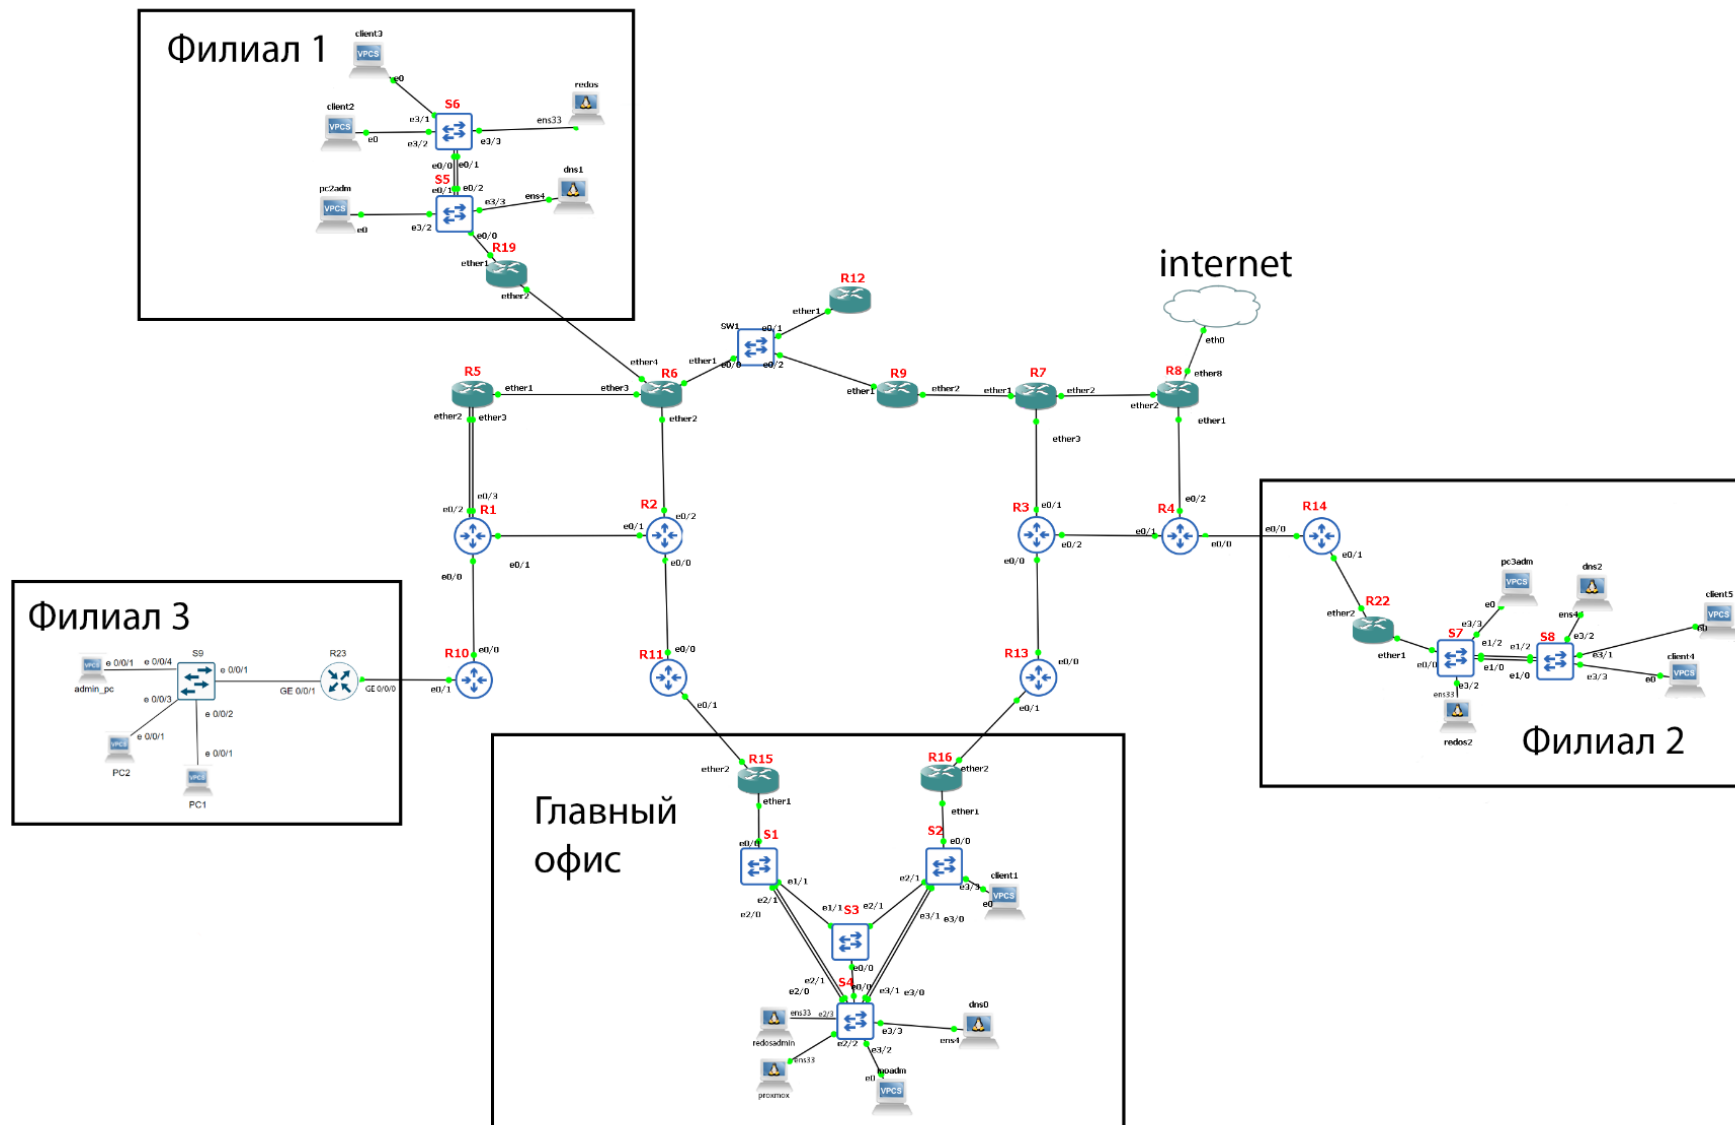 Филиал 1
client3
VPCS
e0
redos
client2
VPCS
e0
S6
e3/1
e3/2
e3/3
ens33
e0/0
e0/1
S5
e0/1
e0/2
dns1
ens4
pc2adm
VPCS
e0
e3/2
e3/3
e0/0
R19
ether1
ether2
internet
eth0
R12
ether1
SW1
e0/1
e0/0
e0/2
ether1
ether4
R6
ether3
ether2
R5
ether1
ether2
ether3
R9
ether1
ether2
R7
ether1
ether2
ether3
R8
ether8
ether2
ether1
e0/3
e0/2
R1
e0/1
e0/0
R2
e0/2
e0/1
e0/0
R3
e0/1
e0/2
e0/0
R4
e0/2
e0/1
e0/0
R14
e0/0
e0/1
R22
ether2
ether1
pc3adm
VPCS
e0
dns2
ens4
client5
VPCS
e0
S7
e3/3
e1/2
e0/0
e1/0
e3/2
S8
e3/2
e1/2
e3/1
e1/0
e3/3
client4
VPCS
e0
ens33
redos2
Филиал 2
Филиал 3
S9
e 0/0/1
e 0/0/4
VPCS
admin_pc
e 0/0/1
e 0/0/3
e 0/0/2
R23
GE 0/0/1
GE 0/0/0
VPCS
e 0/0/1
PC2
e 0/0/1
VPCS
PC1
R10
e0/0
e0/1
R11
e0/0
e0/1
R13
e0/0
e0/1
Главный
офис
R15
ether2
ether1
R16
ether2
ether1
S1
e0/0
e1/1
e2/1
e2/0
S2
e0/0
e2/1
e3/3
e3/1
e3/0
client1
VPCS
e0
S3
e1/1
e2/1
e0/0
S4
e2/1
e2/0
e0/0
e3/1
e3/0
ens33
e2/3
redosadmin
e2/2
ens33
proxmox
e3/3
e3/2
dns0
ens4
moadm
e0
VPCS